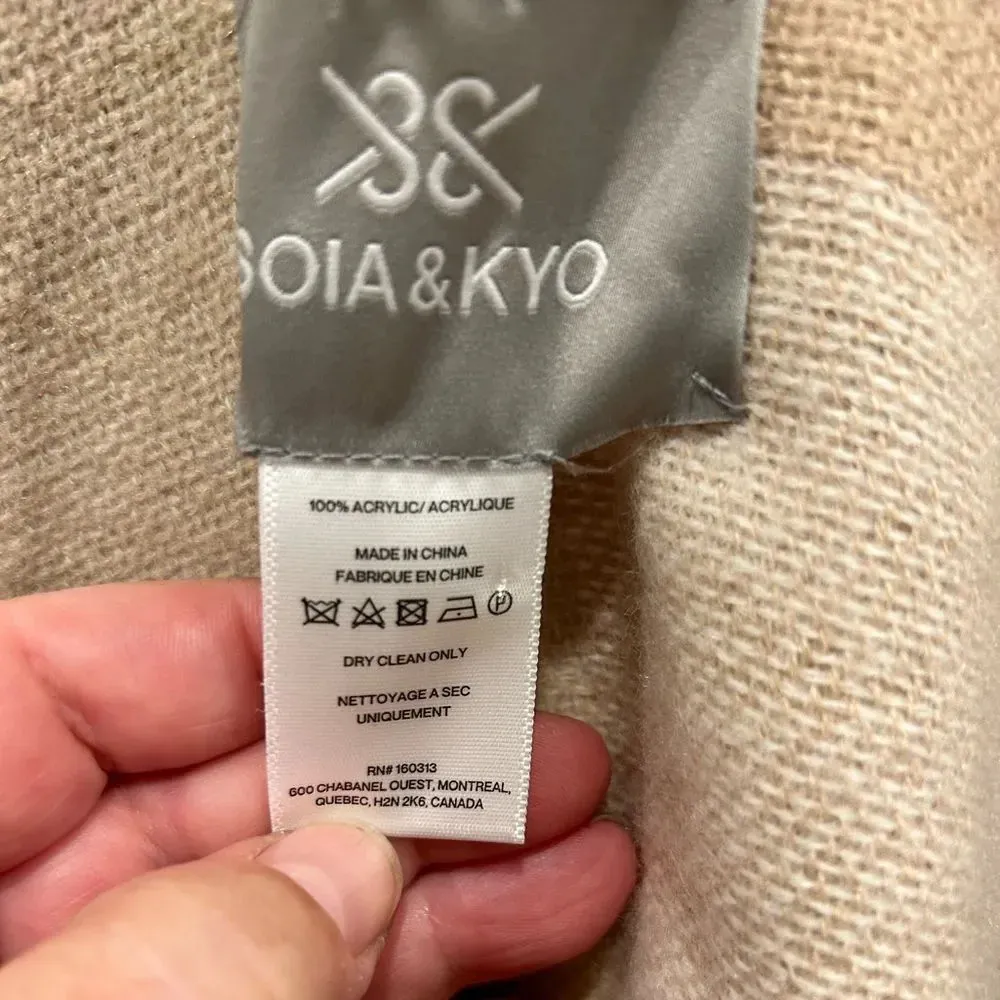 SOIA & KYO
100% ACRYLIC/ ACRYLIQUE
MADE IN CHINA
FABRIQUE EN CHINE
P
DRY CLEAN ONLY
NETTOYAGE A SEC
UNIQUEMENT
RN# 160313
600 CHABANEL OUEST, MONTREAL,
QUEBEC, H2N 2K6, CANADA